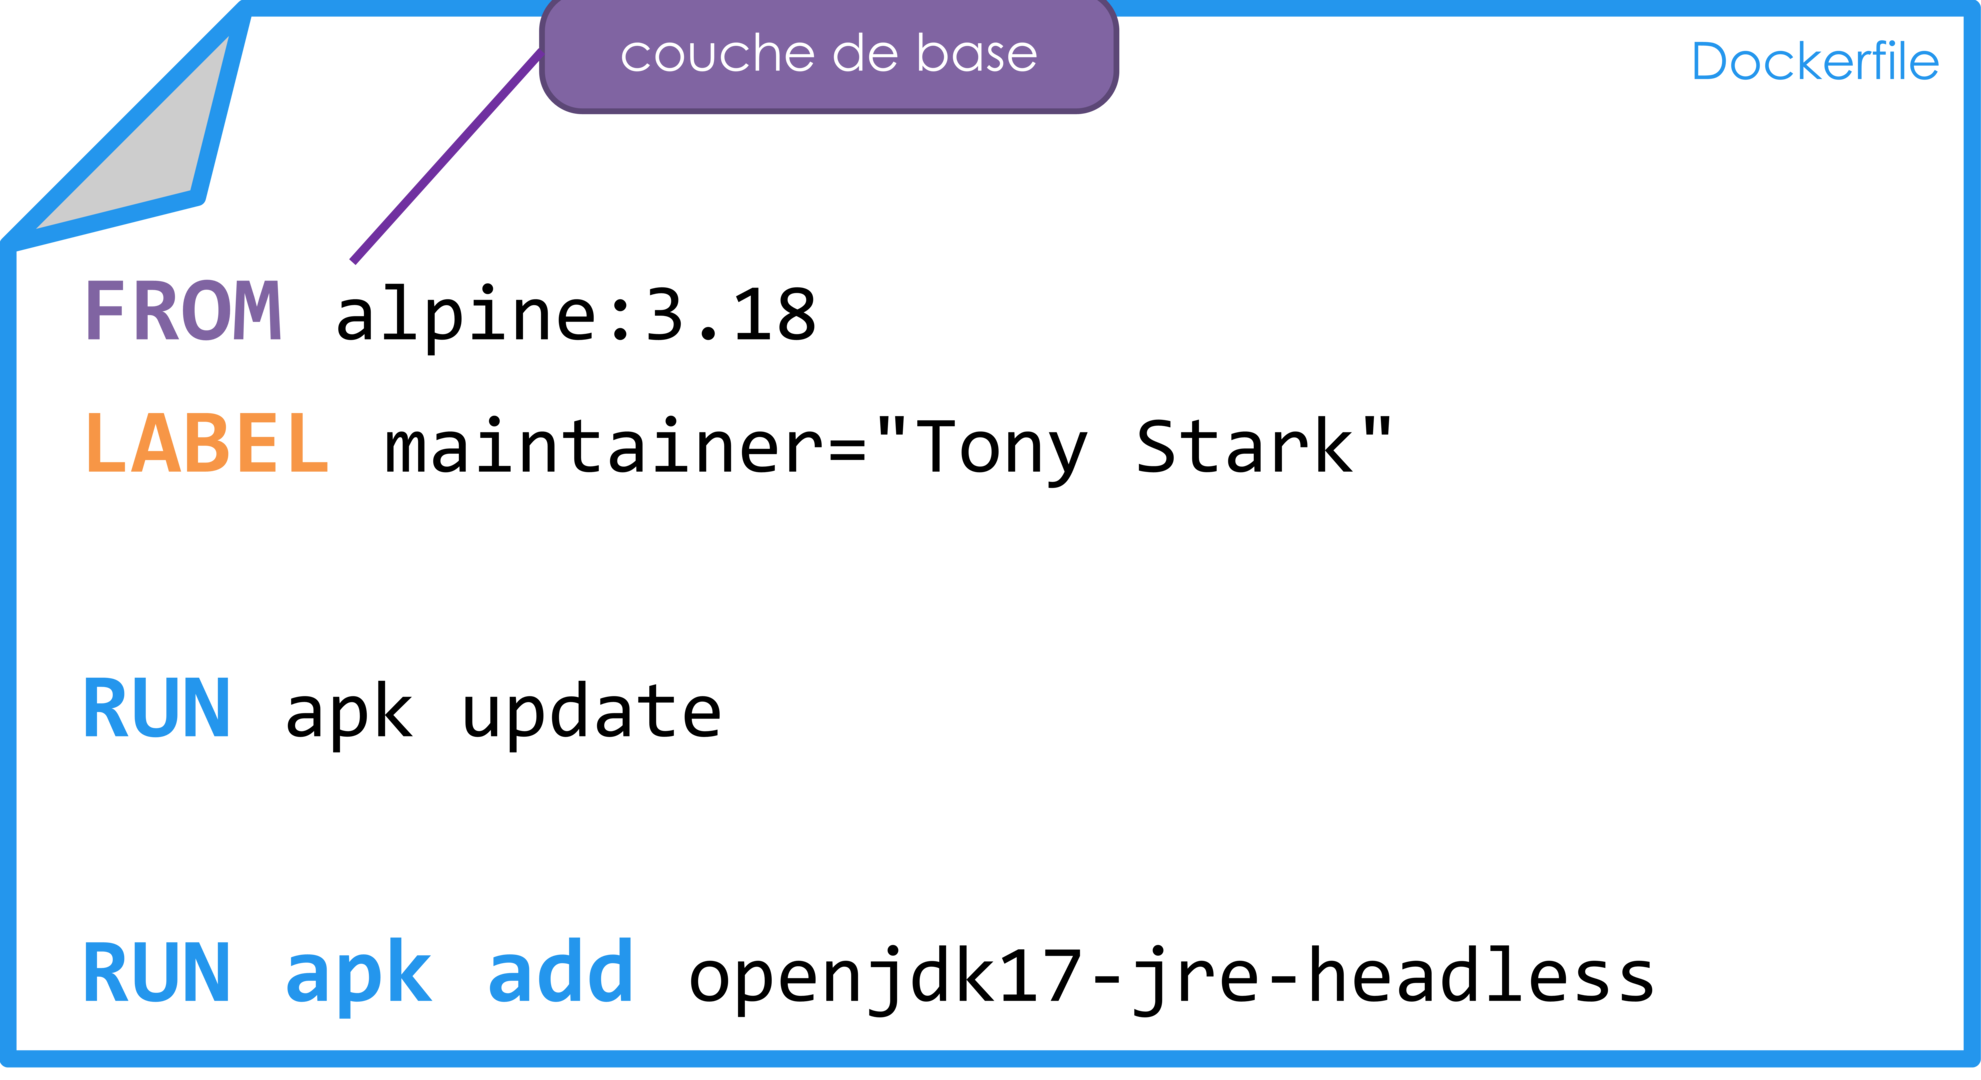 couche de base
Dockerfile
FROM alpine:3.18
LABEL maintainer="Tony Stark"
RUN apk update
RUN apk add openjdk17-jre-headless